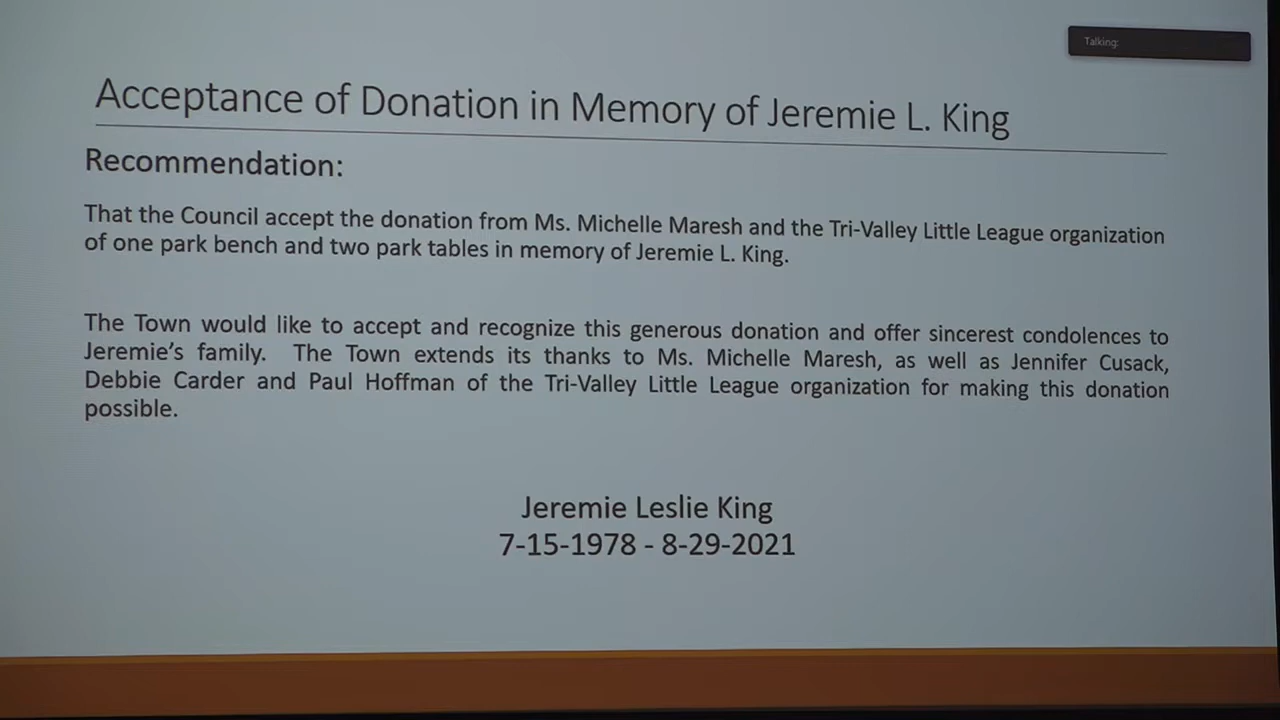 Talking:
Acceptance of Donation in Memory of Jeremie L. King
Recommendation:
That the Council accept the donation from Ms. Michelle Maresh and the Tri-Valley Little League organization
of one park bench and two park tables in memory of Jeremie L. King.
The Town would like to accept and recognize this generous donation and offer sincerest condolences to
Jeremie's family. The Town extends its thanks to Ms. Michelle Maresh, as well as Jennifer Cusack,
Debbie Carder and Paul Hoffman of the Tri-Valley Little League organization for making this donation
possible.
Jeremie Leslie King
7-15-1978 - 8-29-2021